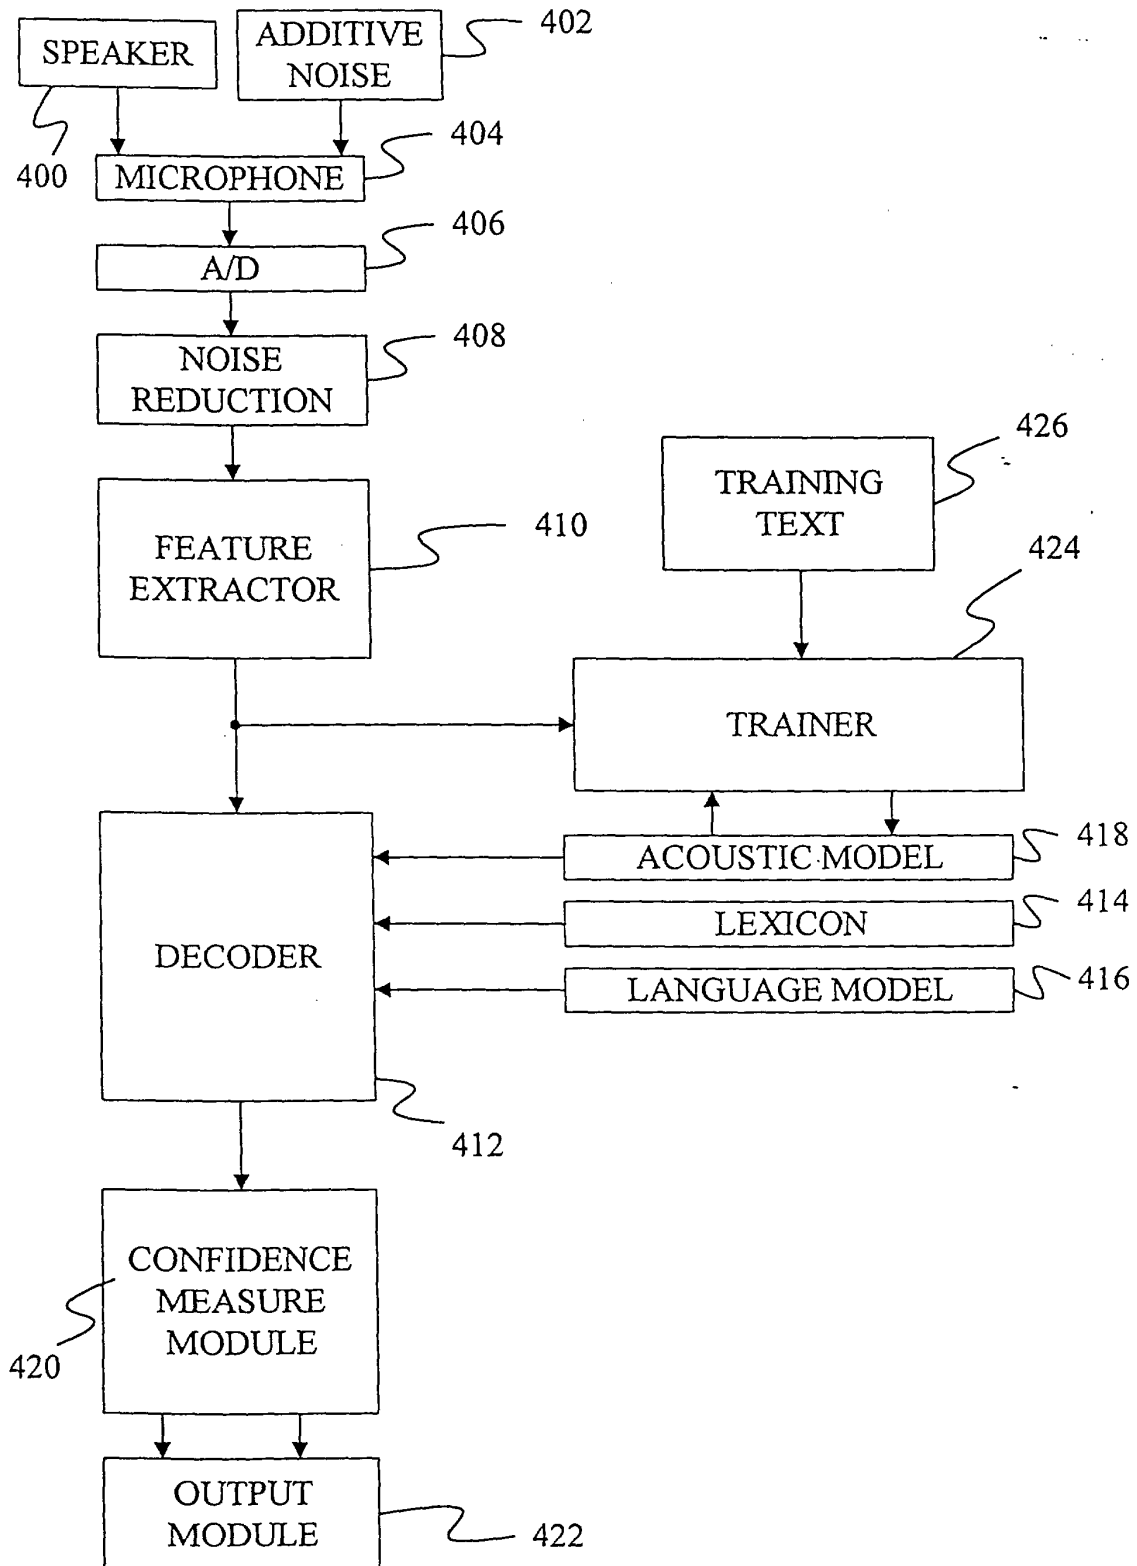 SPEAKER
ADDITIVE
NOISE
402
400
MICROPHONE
404
A/D
406
NOISE
REDUCTION
408
FEATURE
EXTRACTOR
410
TRAINING
TEXT
426
TRAINER
424
DECODER
412
ACOUSTIC MODEL
418
LEXICON
414
LANGUAGE MODEL
416
CONFIDENCE
MEASURE
MODULE
420
OUTPUT
MODULE
422